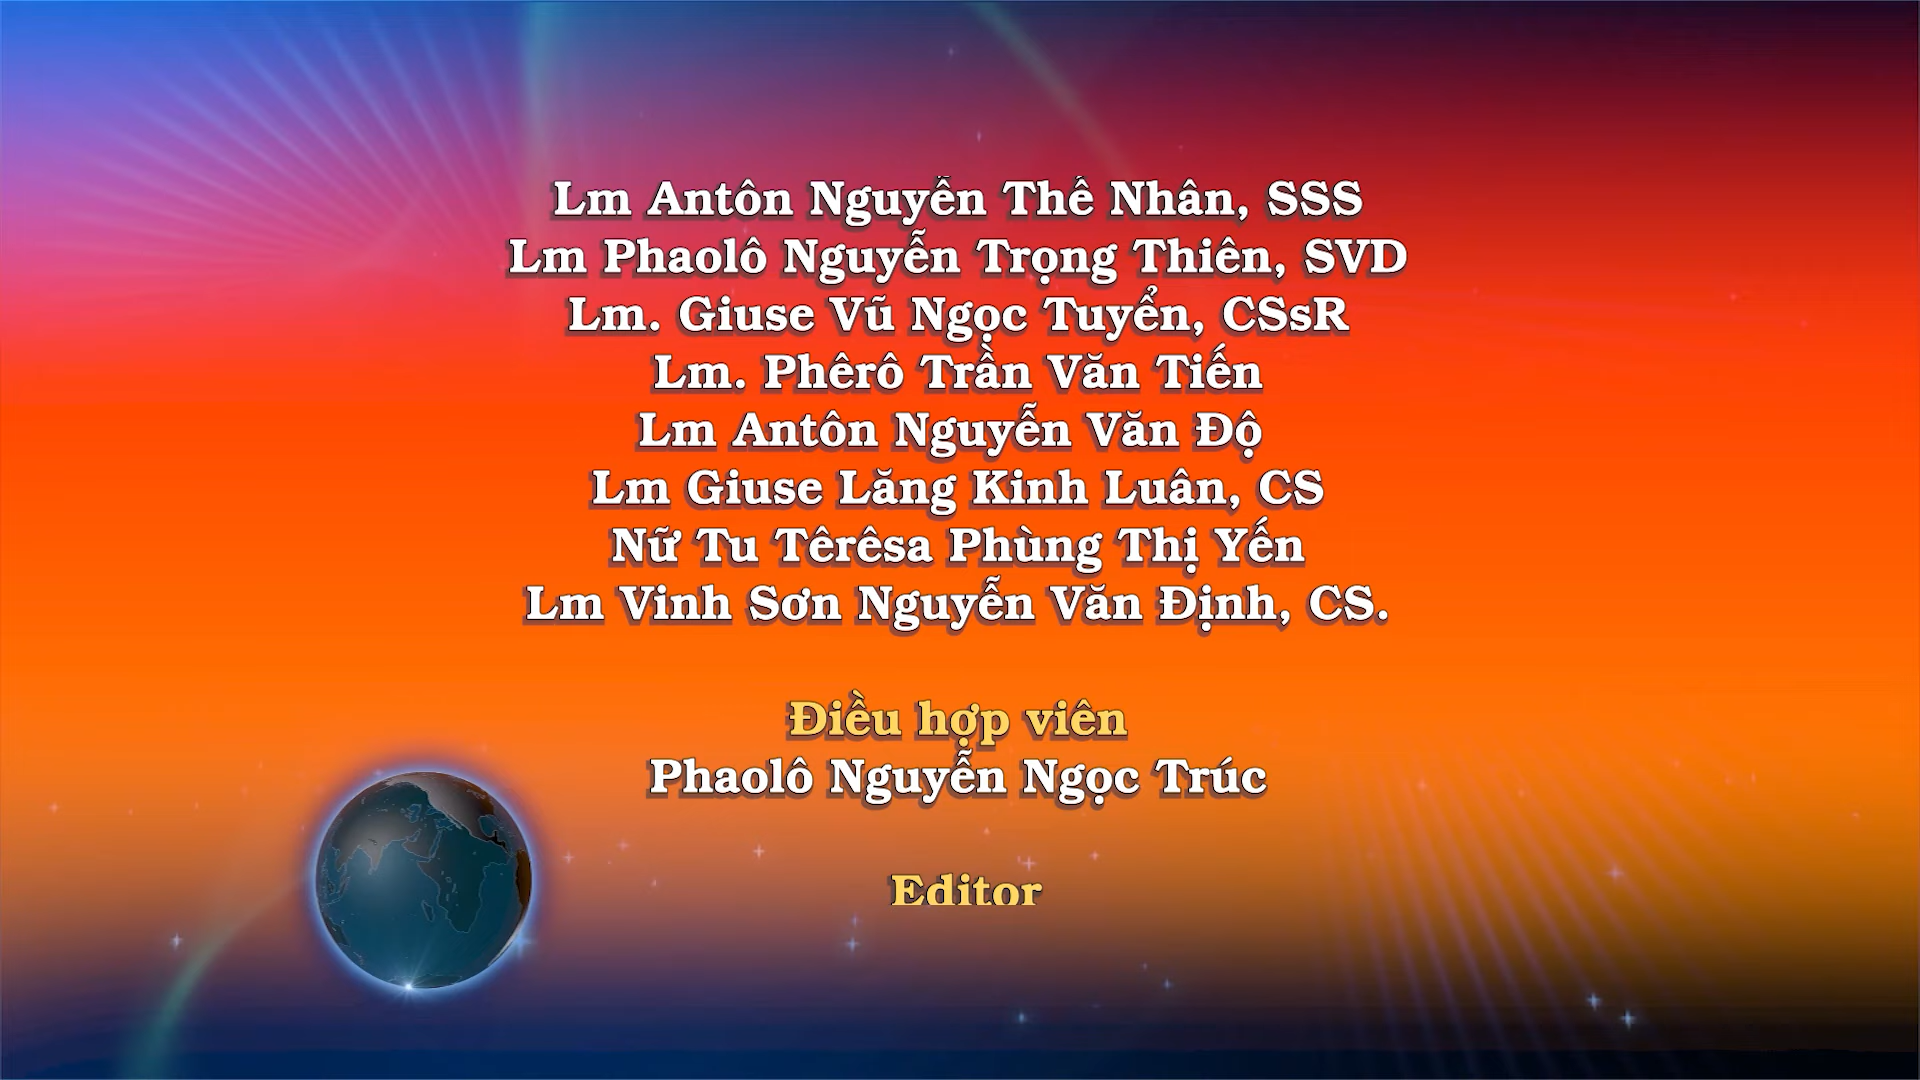 Lm Antôn Nguyễn Thế Nhân, SSS
Lm Phaolô Nguyễn Trọng Thiên, SVD
Lm. Giuse Vũ Ngọc Tuyển, CSsR
Lm. Phêrô Trần Văn Tiến
Lm Antôn Nguyễn Văn Độ
Lm Giuse Lăng Kinh Luân, CS
Nữ Tu Têrêsa Phùng Thị Yến
Lm Vinh Sơn Nguyễn Văn Định, CS.
Điều hợp viên
Phaolô Nguyễn Ngọc Trúc
Editor